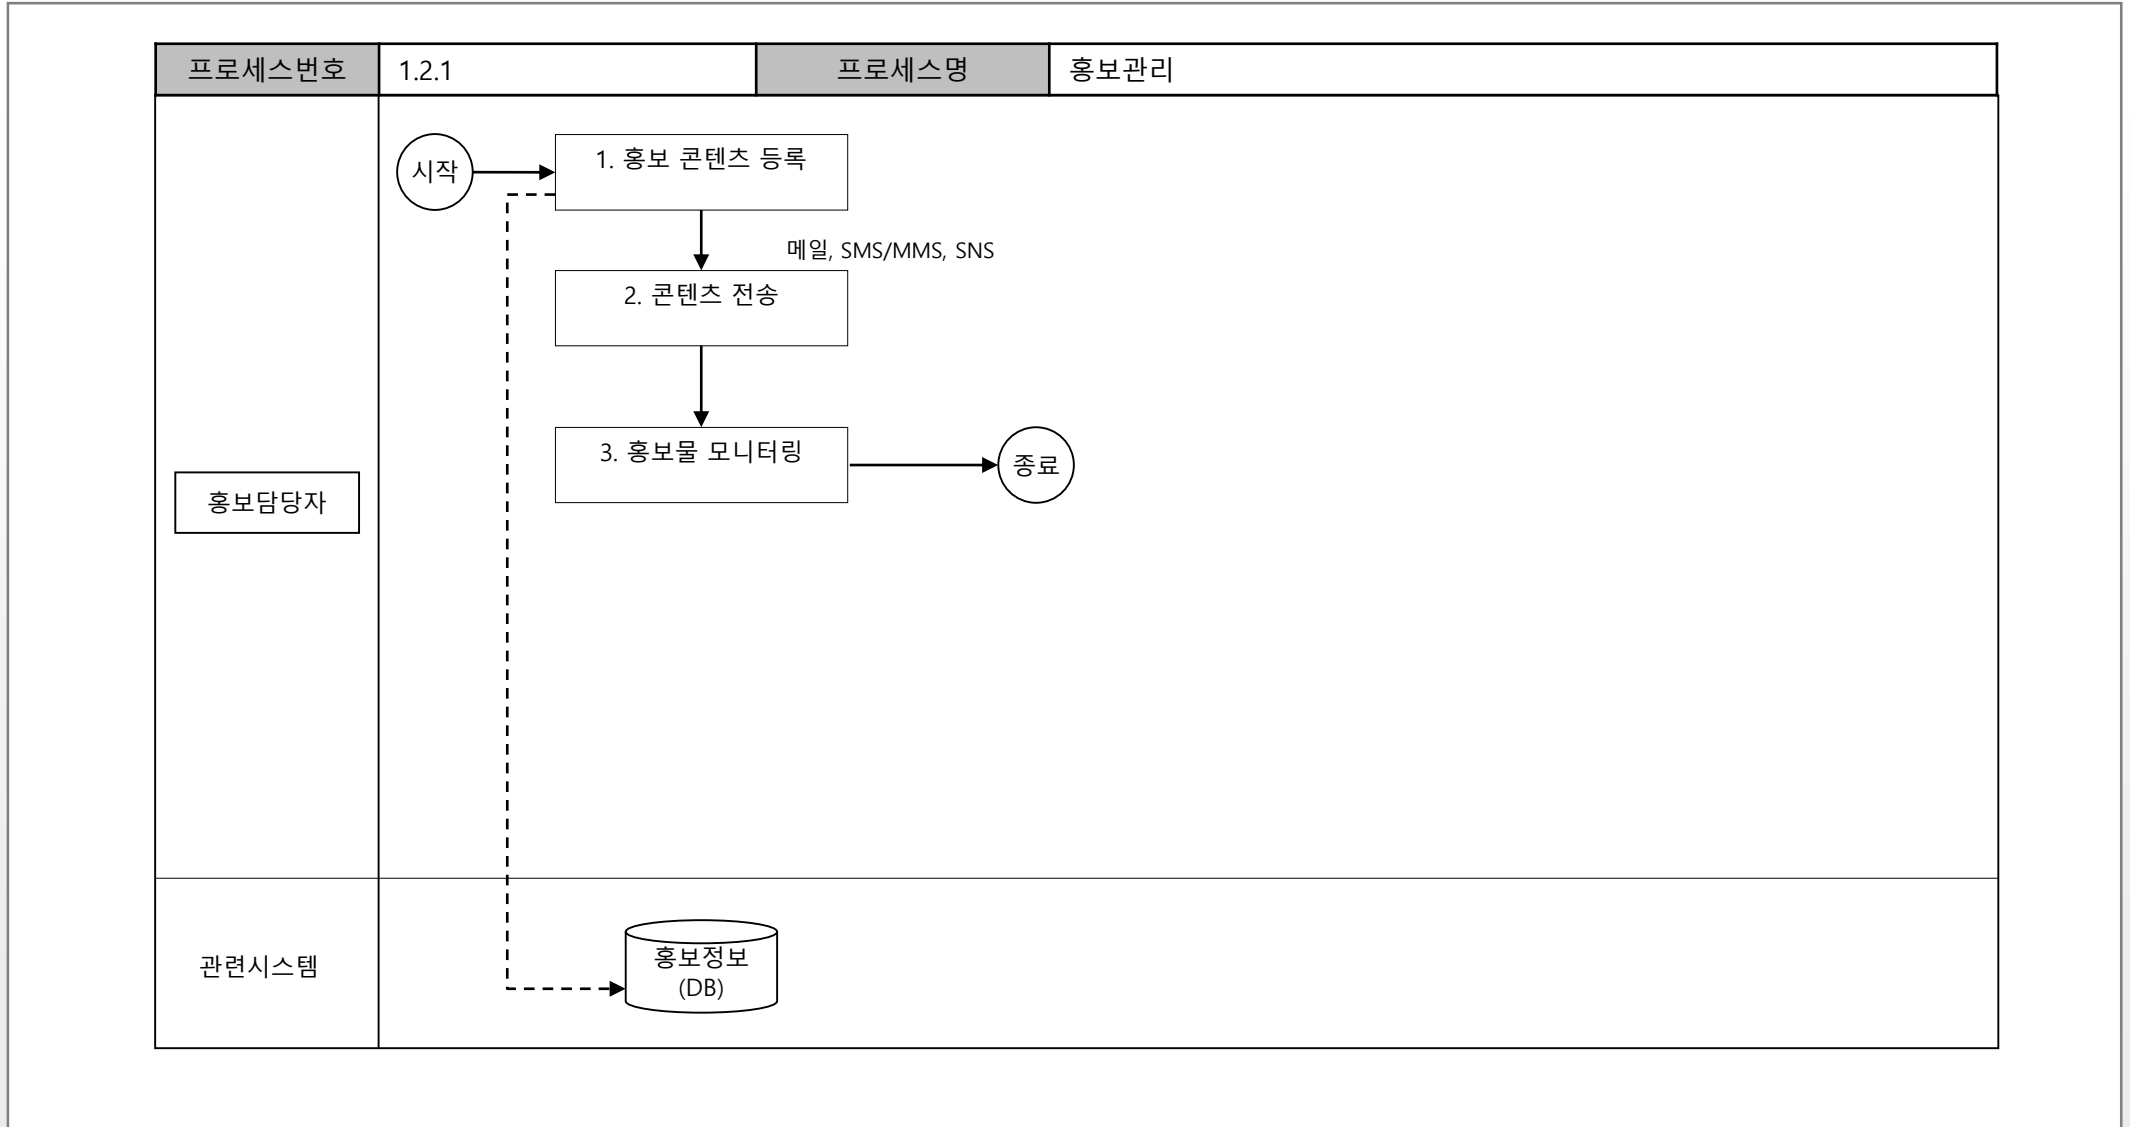 프로세스번호
1.2.1
프로세스명
홍보관리
시작
1. 홍보 콘텐츠 등록
메일, SMS/MMS, SNS
2. 콘텐츠 전송
3. 홍보물 모니터링
종료
홍보담당자
관련시스템
홍보정보
(DB)